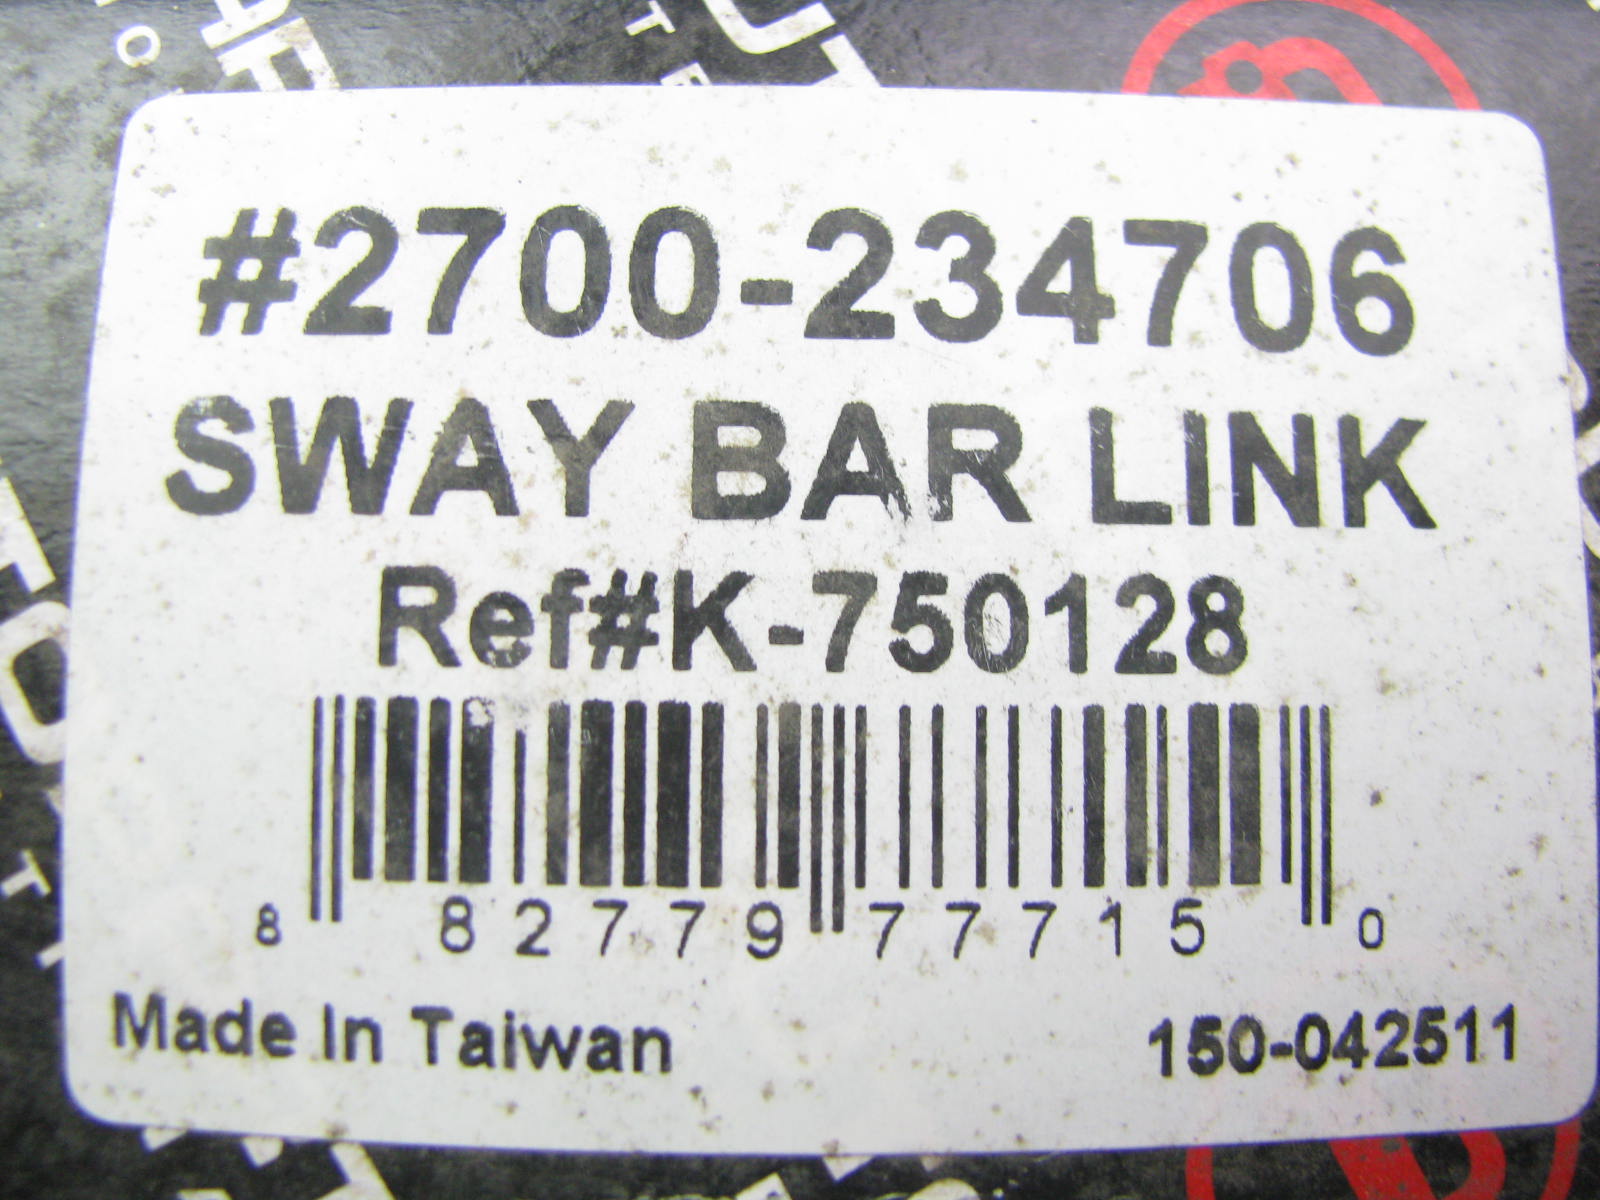 #2700-234706
SWAY BAR LINK
Ref#K-750128
8 82779 77715 0
Made In Taiwan
150-042511